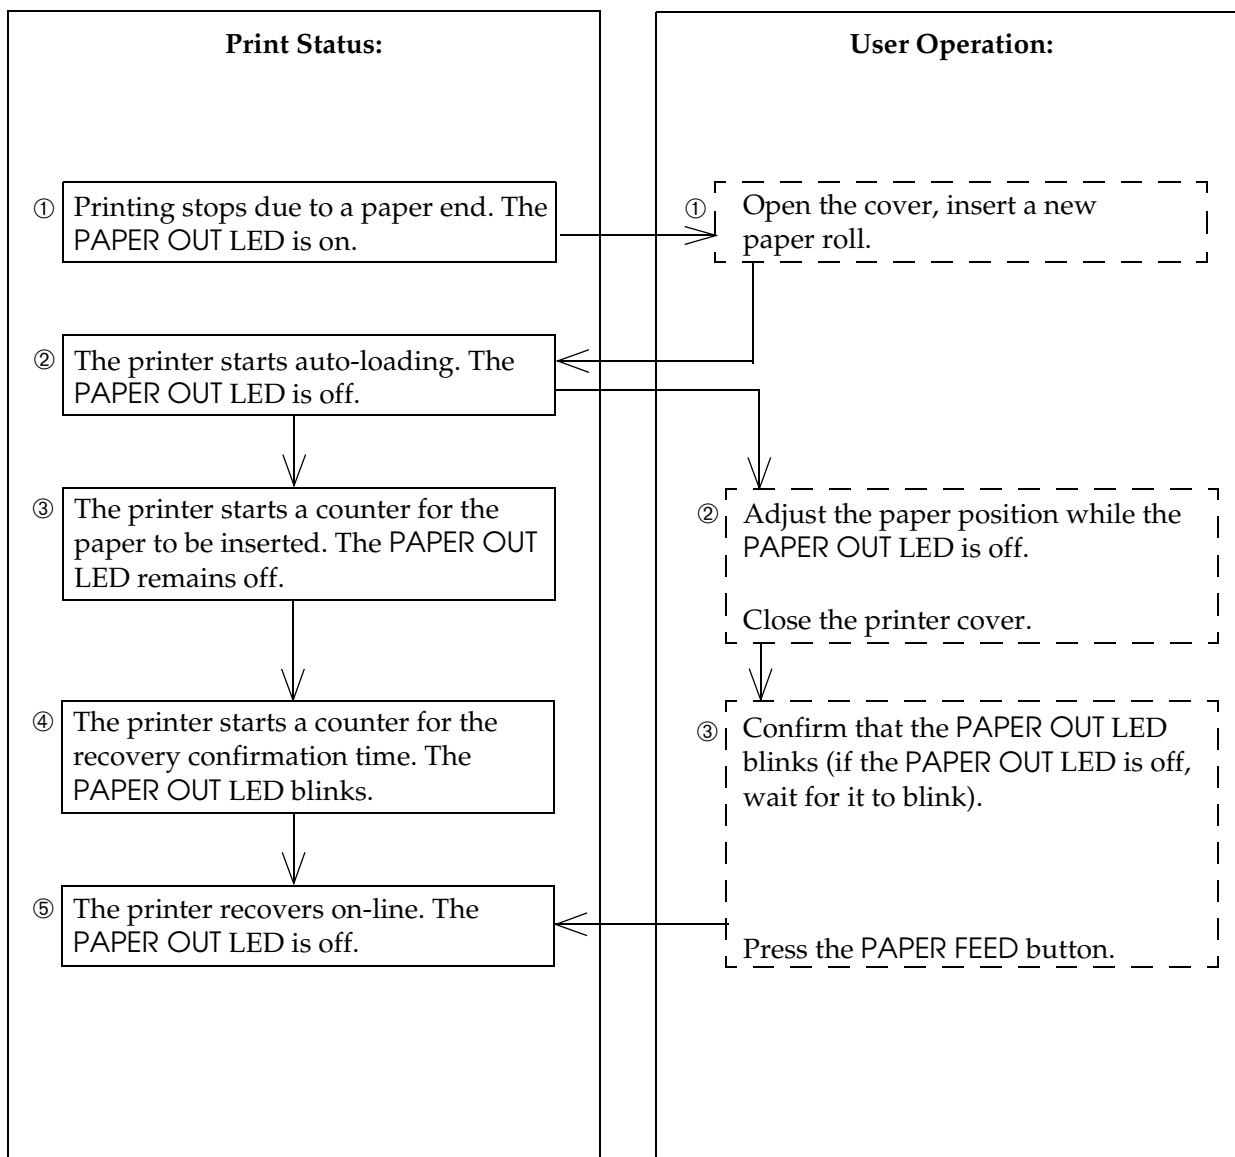 Print Status:
① Printing stops due to a paper end. The
PAPER OUT LED is on.
② The printer starts auto-loading. The
PAPER OUT LED is off.
③ The printer starts a counter for the
paper to be inserted. The PAPER OUT
LED remains off.
④ The printer starts a counter for the
recovery confirmation time. The
PAPER OUT LED blinks.
⑤ The printer recovers on-line. The
PAPER OUT LED is off.
User Operation:
① Open the cover, insert a new
paper roll.
② Adjust the paper position while the
PAPER OUT LED is off.
Close the printer cover.
③ Confirm that the PAPER OUT LED
blinks (if the PAPER OUT LED is off,
wait for it to blink).
Press the PAPER FEED button.